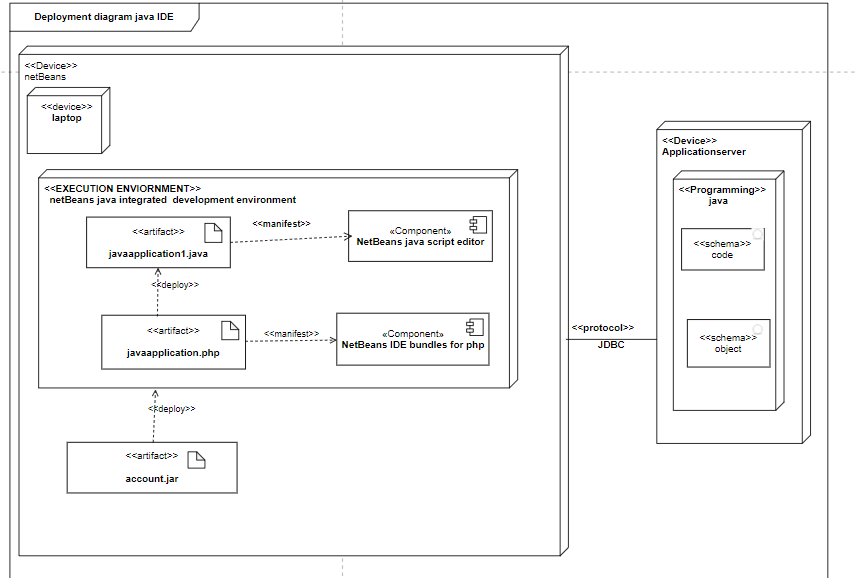 Deployment diagram java IDE
<<Device>>
netBeans
<<device>>
laptop
<<EXECUTION ENVIORNMENT>>
netBeans java integrated  development environment
<<artifact>>
javaapplication1.java
<<manifest>>
«Component»
NetBeans java script editor
<<deploy>>
<<artifact>>
javaapplication.php
<<manifest>>
«Component»
NetBeans IDE bundles for php
<<deploy>>
<<artifact>>
account.jar
<<protocol>>
JDBC
<<Device>>
Applicationserver
<<Programming>>
java
<<schema>>
code
<<schema>>
object